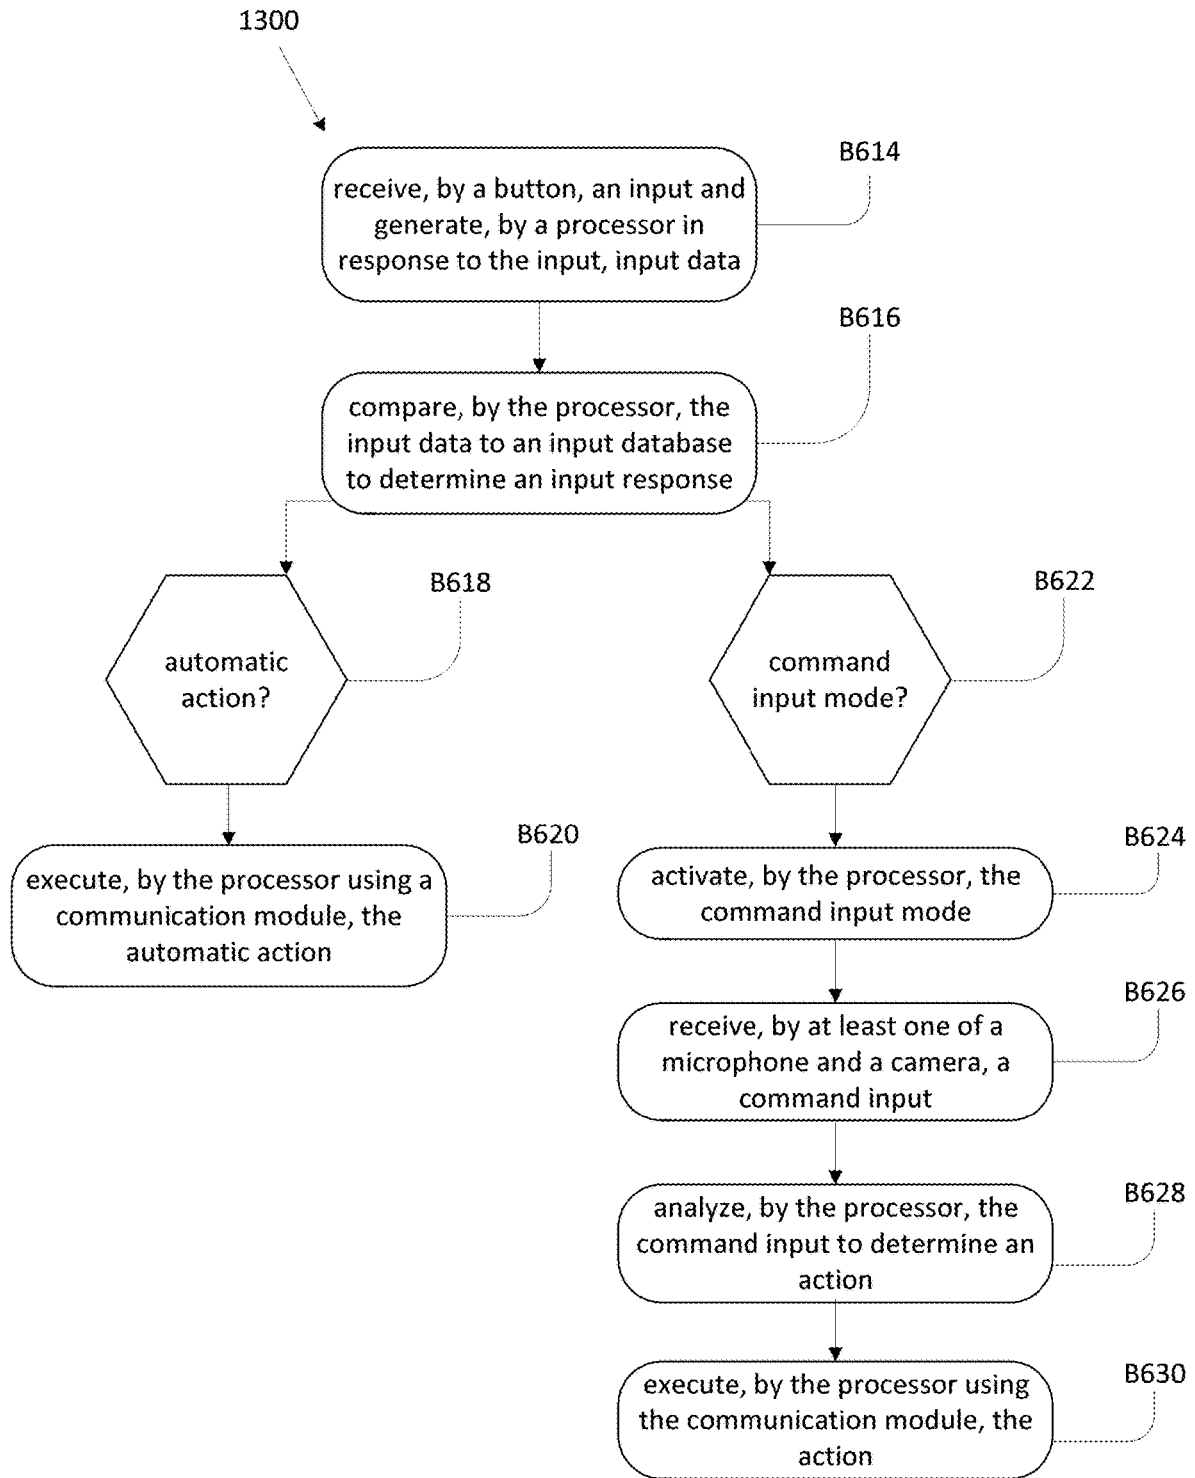 1300
B614
receive, by a button, an input and
generate, by a processor in
response to the input, input data
B616
compare, by the processor, the
input data to an input database
to determine an input response
B618
automatic
action?
B622
command
input mode?
B620
execute, by the processor using a
communication module, the
automatic action
B624
activate, by the processor, the
command input mode
B626
receive, by at least one of a
microphone and a camera, a
command input
B628
analyze, by the processor, the
command input to determine an
action
B630
execute, by the processor using
the communication module, the
action